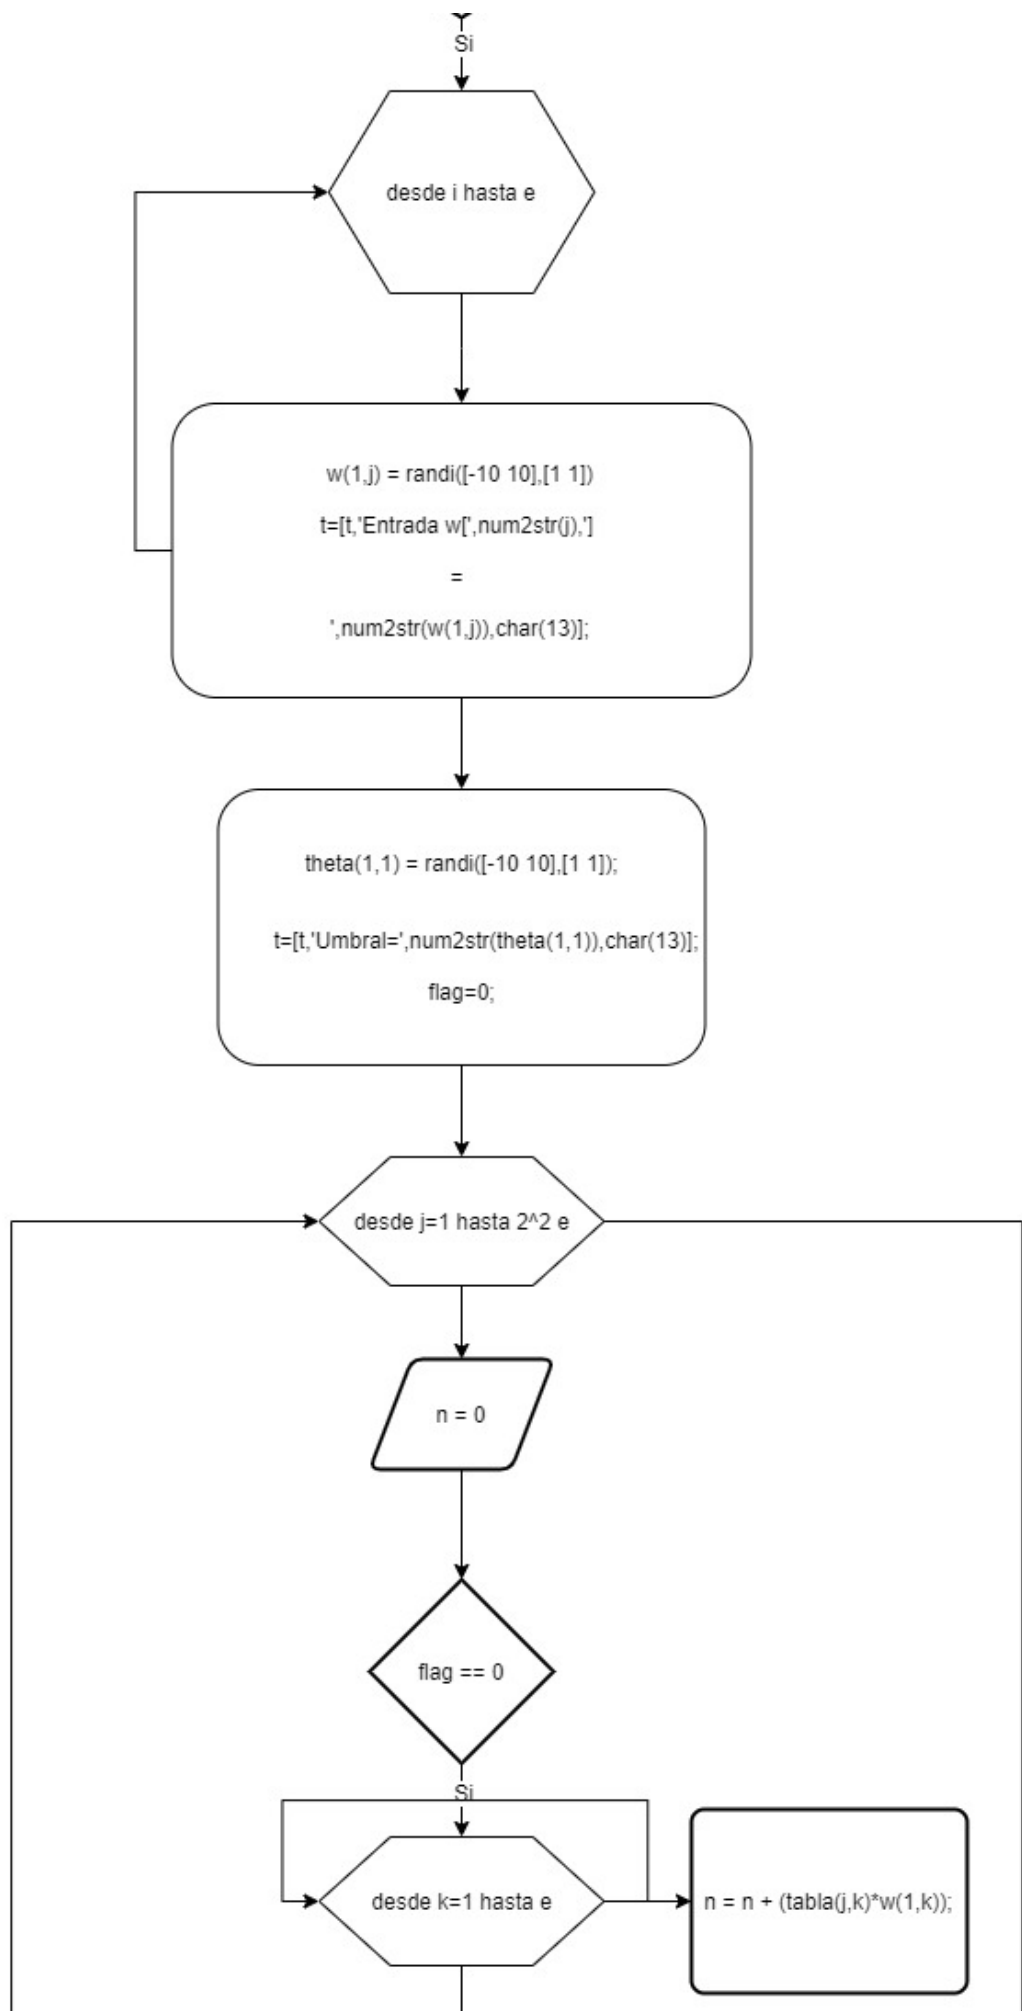 Si
desde i hasta e
w(1,j) = randi([-10 10],[1 1])
t=[t,'Entrada w[',num2str(j),']
=
',num2str(w(1,j)),char(13)];
theta(1,1) = randi([-10 10],[1 1]);
t=[t,'Umbral=',num2str(theta(1,1)),char(13)];
flag=0;
desde j=1 hasta 2^2 e
n = 0
flag == 0
Si
desde k=1 hasta e
n = n + (tabla(j,k)*w(1,k));